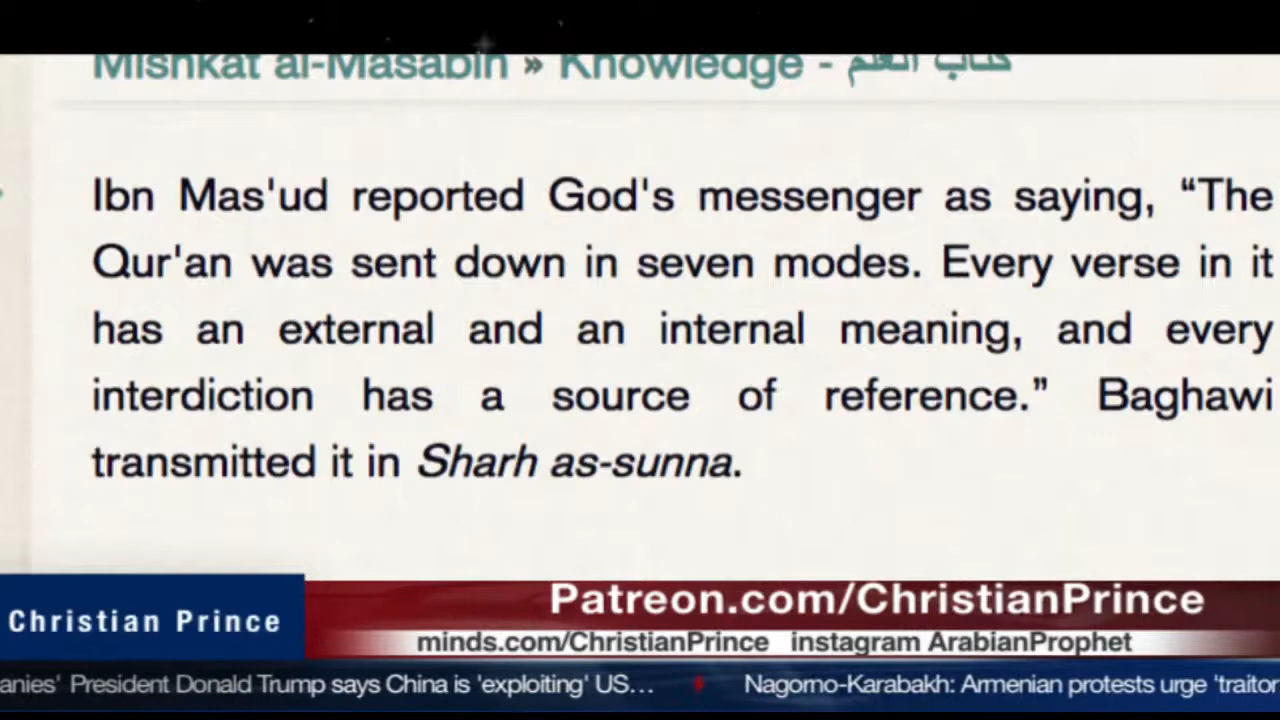 Mishkat al-Masabih » Knowledge - كتاب العلم
Ibn Mas'ud reported God's messenger as saying, “The
Qur'an was sent down in seven modes. Every verse in it
has an external and an internal meaning, and every
interdiction has a source of reference.” Baghawi
transmitted it in Sharh as-sunna.
Christian Prince
Patreon.com/ChristianPrince
minds.com/ChristianPrince instagram ArabianProphet
anies' President Donald Trump says China is 'exploiting' US... Nagorno-Karabakh: Armenian protests urge 'traitor